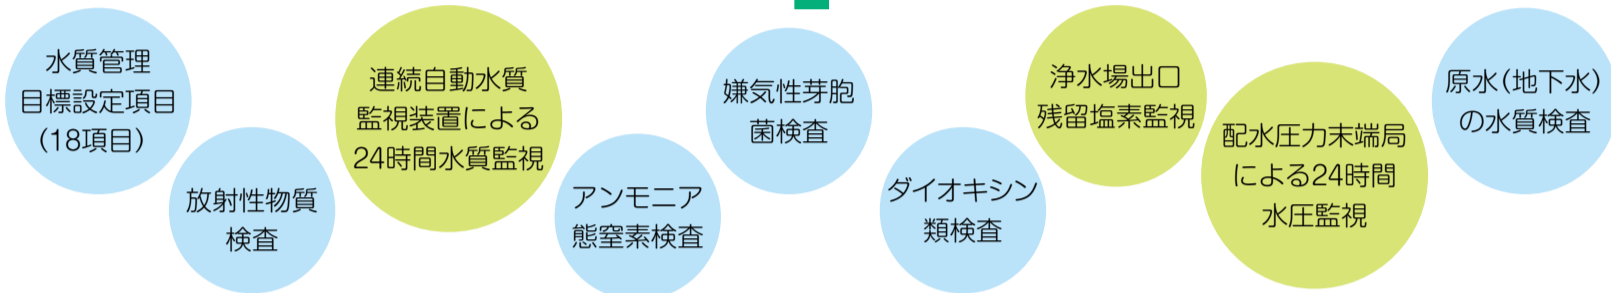 水質管理
目標設定項目
（18項目）
放射性物質
検査
連続自動水質
監視装置による
24時間水質監視
アンモニア
態窒素検査
嫌気性芽胞
菌検査
ダイオキシン
類検査
浄水場出口
残留塩素監視
配水圧力末端局
による24時間
水圧監視
原水（地下水）
の水質検査